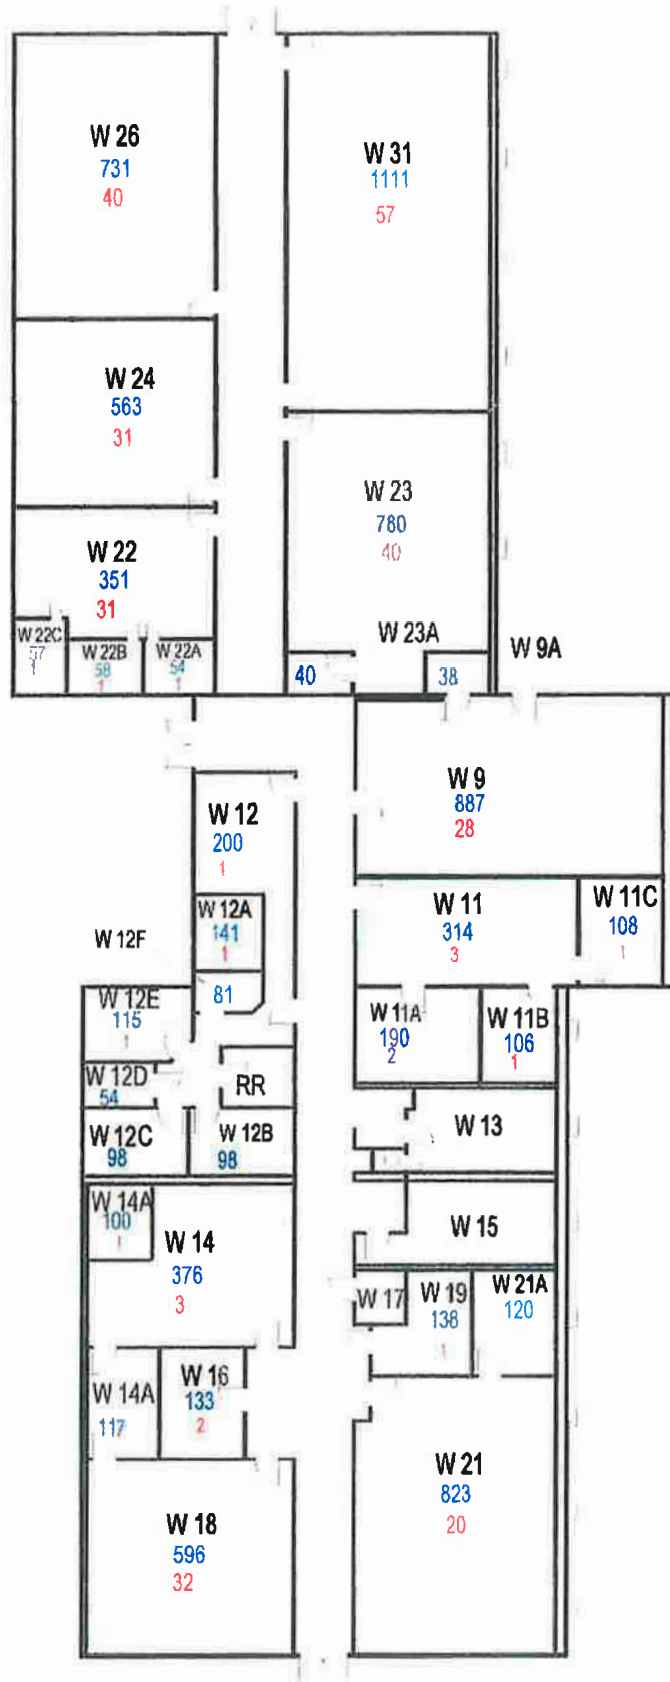 W 26
731
40
W 31
1111
57
W 24
563
31
W 23
780
40
W 22
351
31
W 22C
57
1
W 22B
58
1
W 22A
54
1
W 23A
40
38
W 9A
W 9
887
28
W 12
200
1
W 12A
141
1
81
W 11
314
3
W 11C
108
1
W 12F
W 12E
115
1
W 11A
190
2
W 11B
106
1
W 12D
54
RR
W 12C
98
W 12B
98
W 13
W 14A
100
1
W 14
376
3
W 15
W 17
W 19
138
1
W 21A
120
W 14A
117
W 16
133
2
W 21
823
20
W 18
596
32